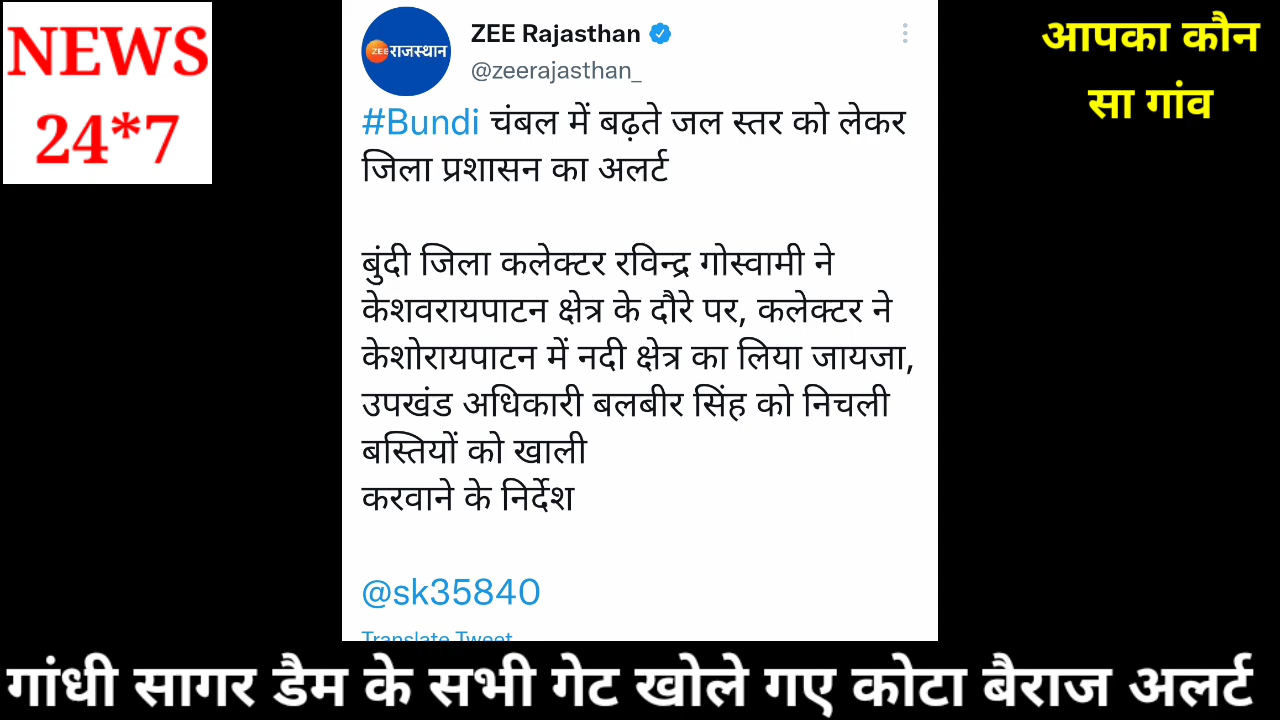 NEWS
24*7
ZEE राजस्थान
ZEE Rajasthan
@zeerajasthan_
#Bundi चंबल में बढ़ते जल स्तर को लेकर
जिला प्रशासन का अलर्ट
बुंदी जिला कलेक्टर रविन्द्र गोस्वामी ने
केशवरायपाटन क्षेत्र के दौरे पर, कलेक्टर ने
केशोरायपाटन में नदी क्षेत्र का लिया जायजा,
उपखंड अधिकारी बलबीर सिंह को निचली
बस्तियों को खाली
करवाने के निर्देश
@sk35840
Translate Tweet
आपका कौन
सा गांव
गांधी सागर डैम के सभी गेट खोले गए कोटा बैराज अलर्ट